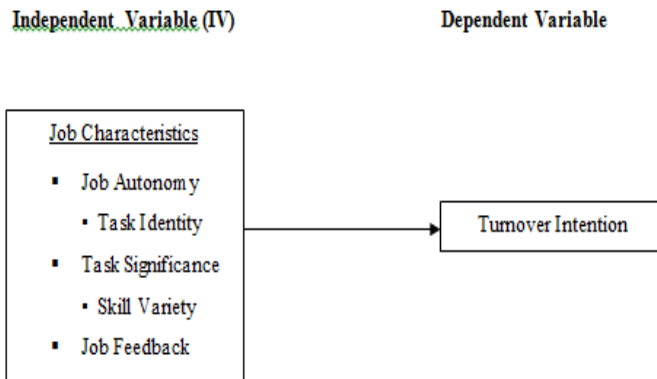 Independent Variable (IV)
Dependent Variable
Job Characteristics
▪ Job Autonomy
▪ Task Identity
▪ Task Significance
▪ Skill Variety
▪ Job Feedback
Turnover Intention